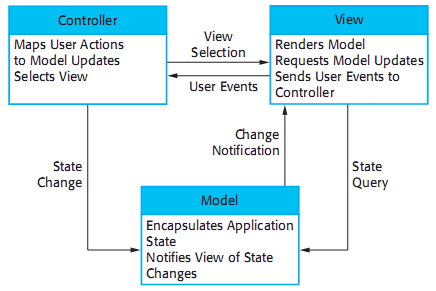 Controller
Maps User Actions
to Model Updates
Selects View
View
Selection
User Events
View
Renders Model
Requests Model Updates
Sends User Events to
Controller
State
Change
Change
Notification
State
Query
Model
Encapsulates Application
State
Notifies View of State
Changes